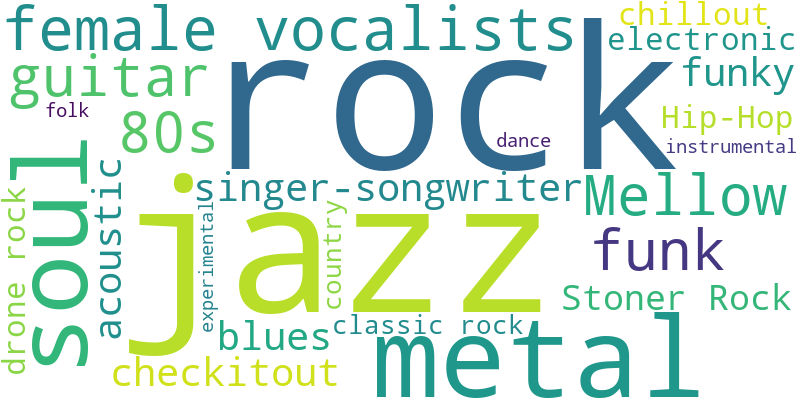 female vocalists
chillout
electronic
guitar
rock
funky
folk
80s
Hip-Hop
dance
instrumental
soul
acoustic
singer-songwriter
Mellow
drone rock
jazz
experimental
country
funk
Stoner Rock
blues
classic rock
metal
checkitout